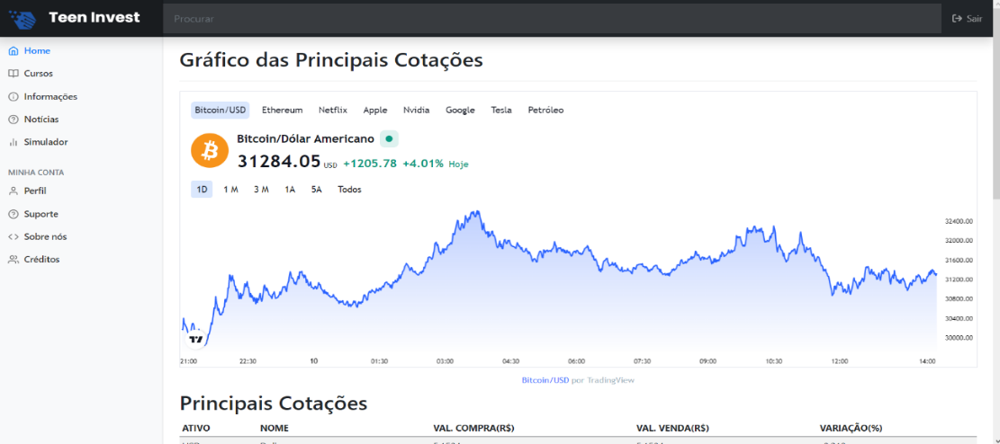 Teen Invest
Procurar
Sair
Home
Cursos
Informações
Notícias
Simulador
MINHA CONTA
Perfil
Suporte
Sobre nós
Créditos
Gráfico das Principais Cotações
Bitcoin/USD Ethereum Netflix Apple Nvidia Google Tesla Petróleo
Bitcoin/Dólar Americano
31284.05 USD +1205.78 +4.01% Hoje
1D 1 M 3 M 1A 5A Todos
32400.00
32000.00
31600.00
31200.00
30800.00
30400.00
30000.00
21:00 22:30 10 01:30 03:00 04:30 06:00 07:30 09:00 10:30 12:00 14:00
Bitcoin/USD por TradingView
Principais Cotações
ATIVO NOME VAL. COMPRA(R$) VAL. VENDA(R$) VARIAÇÃO(%)